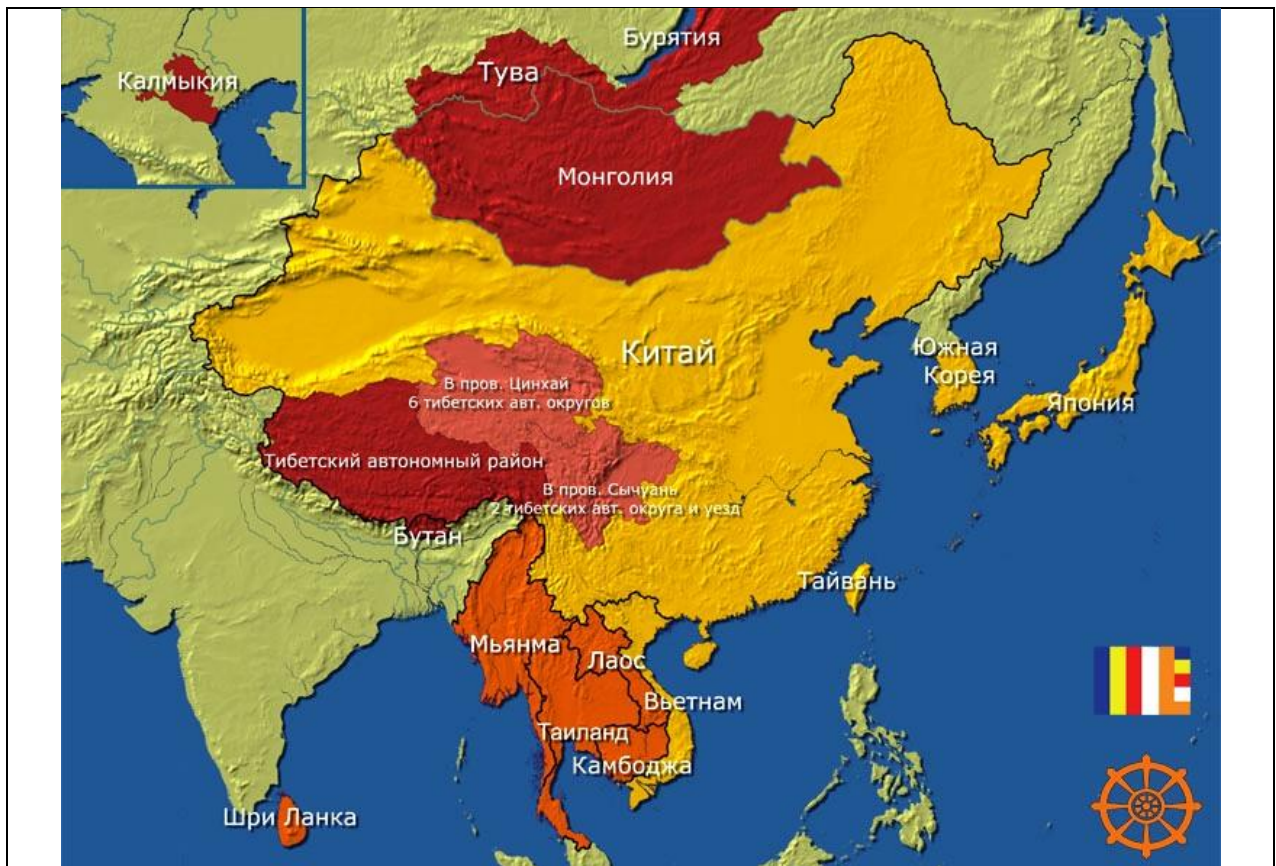 Бурятия
Тува
Калмыкия
Монголия
Китай
Южная
Корея
Япония
В пров. Цинхай
6 тибетских авт. округов
Тибетский автономный район
В пров. Сычуань
2 тибетских авт. округа и уезд
Бутан
Тайвань
Мьянма
Лаос
Вьетнам
Таиланд
Камбоджа
Шри Ланка